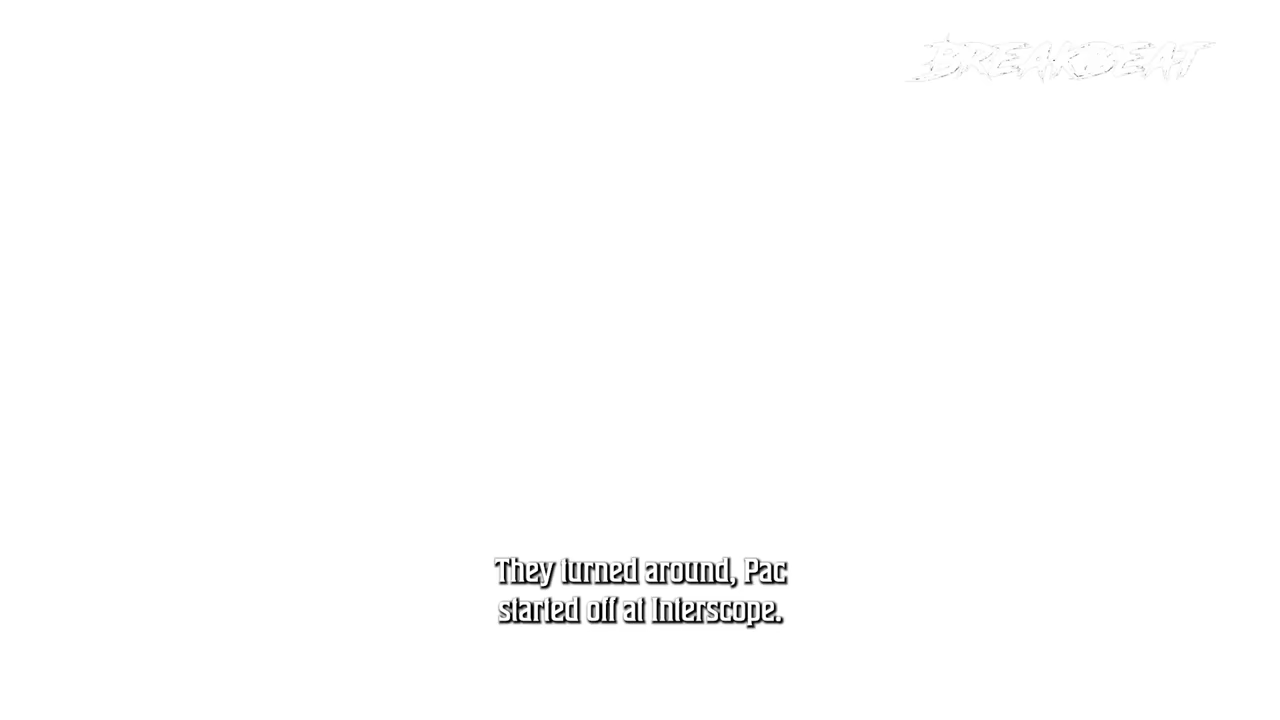 BREAKBEAT
They turned around, Pac
started off at Interscope.